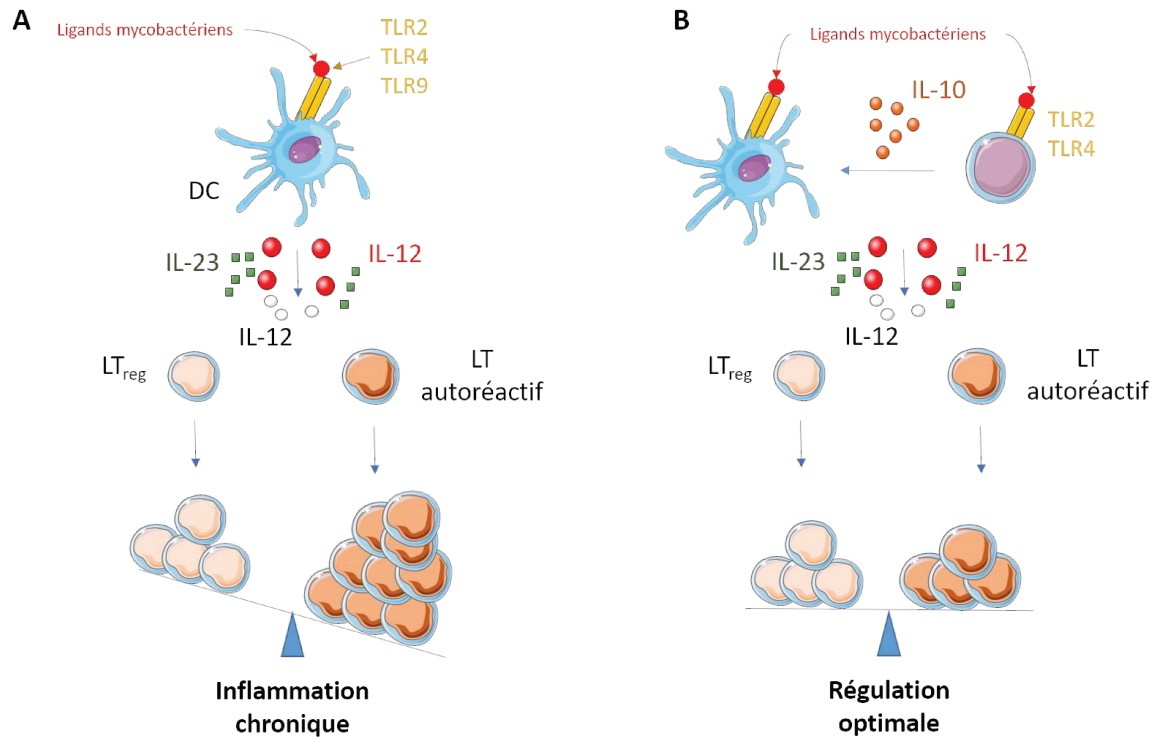 A
Ligands mycobactériens
TLR2
TLR4
TLR9
DC
IL-23
IL-12
IL-12
LTreg
LT
autoréactif
Inflammation
chronique
B
Ligands mycobactériens
IL-10
TLR2
TLR4
IL-23
IL-12
IL-12
LTreg
LT
autoréactif
Régulation
optimale